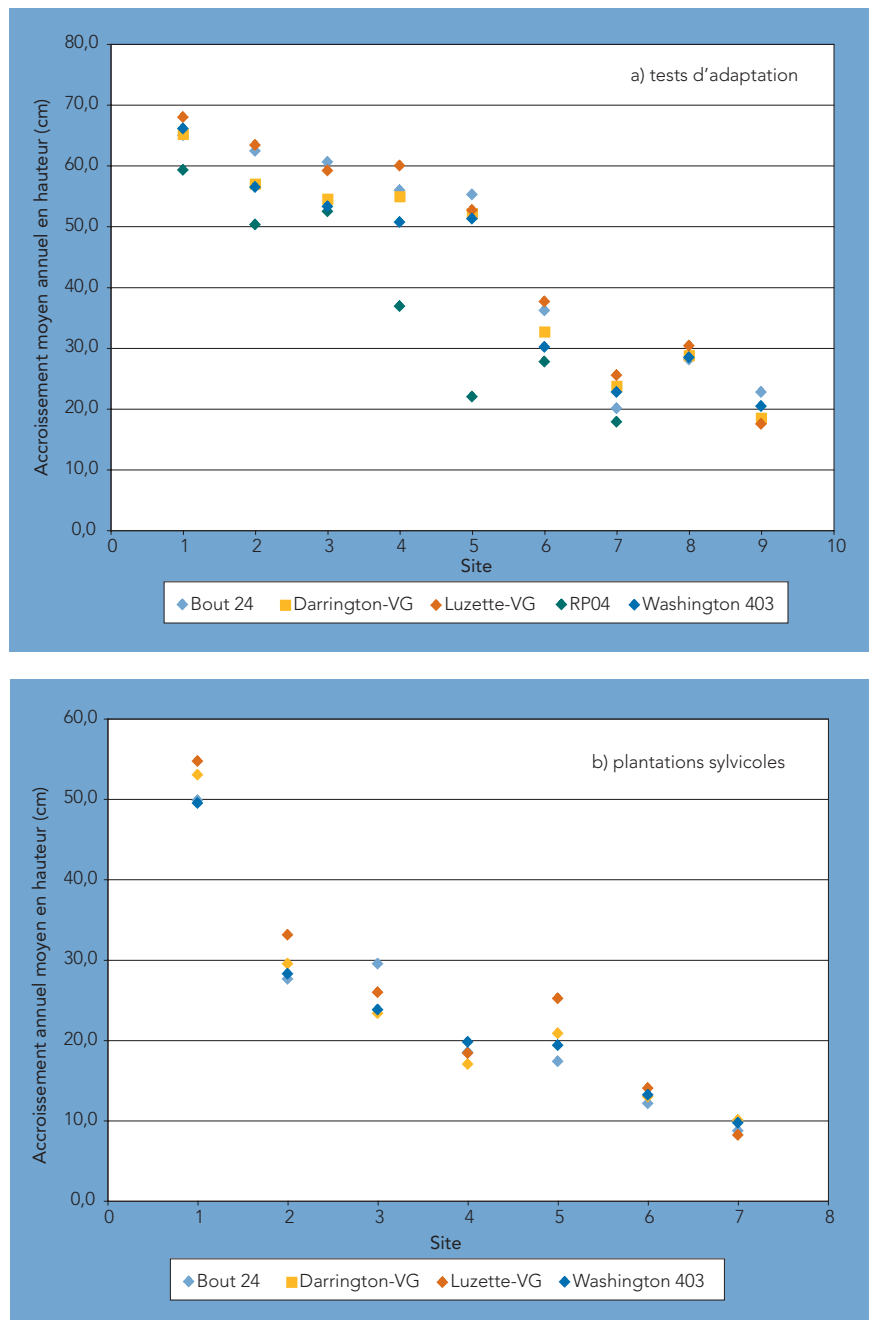 a) tests d'adaptation
Accroissement moyen annuel en hauteur (cm)
80,0
70,0
60,0
50,0
40,0
30,0
20,0
10,0
0,0
0 1 2 3 4 5 6 7 8 9 10
Site
Bout 24 Darrington-VG Luzette-VG RP04 Washington 403
b) plantations sylvicoles
Accroissement annuel moyen en hauteur (cm)
60,0
50,0
40,0
30,0
20,0
10,0
0,0
0 1 2 3 4 5 6 7 8
Site
Bout 24 Darrington-VG Luzette-VG Washington 403